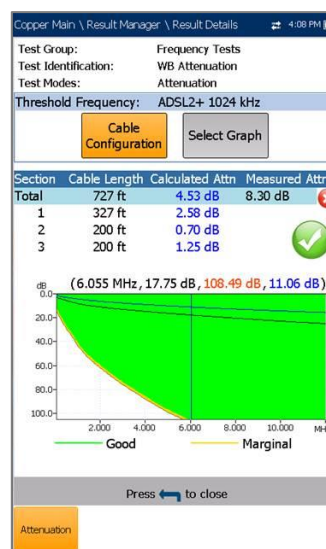 Copper Main \ Result Manager \ Result Details 4:08 PM
Test Group: Frequency Tests
Test Identification: WB Attenuation
Test Modes: Attenuation
Threshold Frequency: ADSL2+ 1024 kHz
Cable Configuration Select Graph
Section Cable Length Calculated Attn Measured Attn
Total 727 ft 4.53 dB 8.30 dB
1 327 ft 2.58 dB
2 200 ft 0.70 dB
3 200 ft 1.25 dB
dB (6.055 MHz, 17.75 dB, 108.49 dB, 11.06 dB)
0.0
20.0
40.0
60.0
80.0
100.0
2.000 4.000 6.000 8.000 10.000 MH
Good Marginal
Press to close
Attenuation